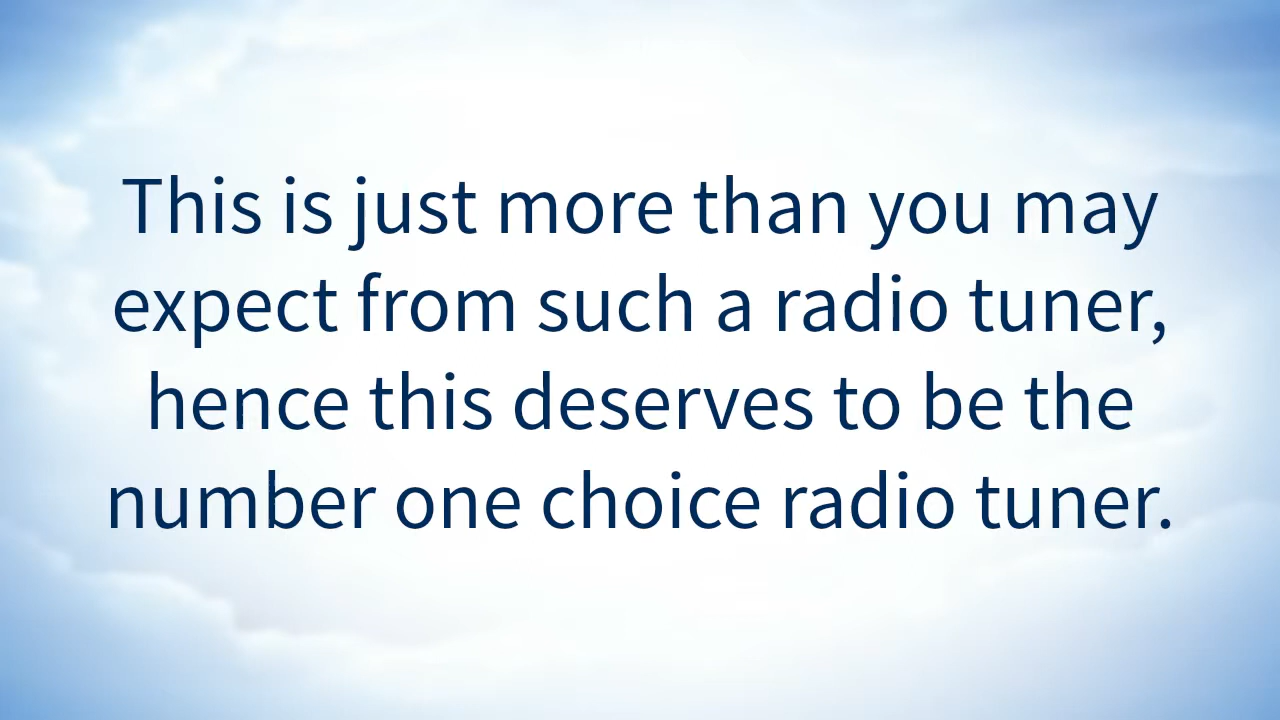 This is just more than you may
expect from such a radio tuner,
hence this deserves to be the
number one choice radio tuner.